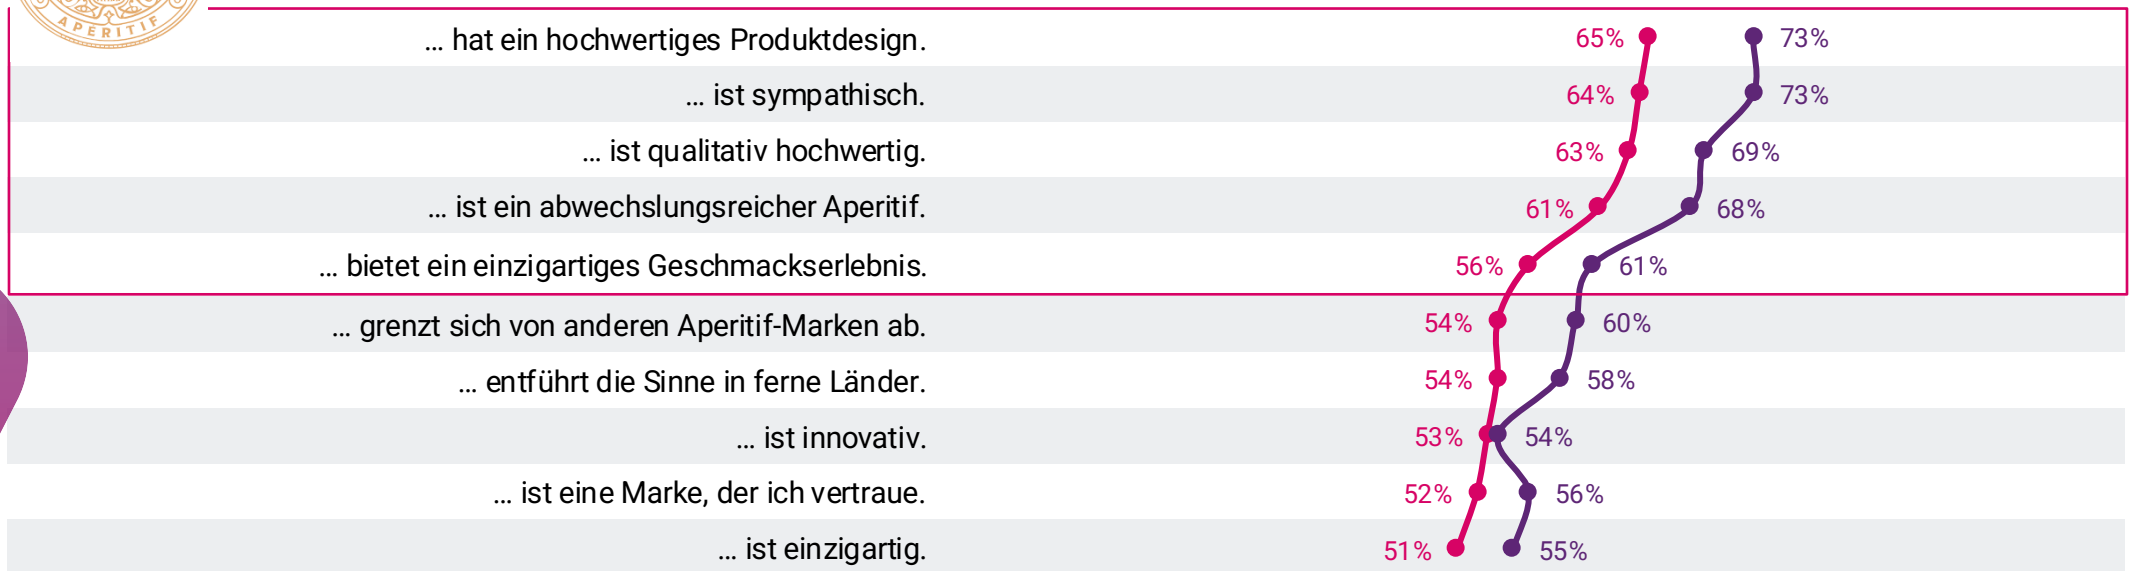 APERITIF
... hat ein hochwertiges Produktdesign. 65% 73%
... ist sympathisch. 64% 73%
... ist qualitativ hochwertig. 63% 69%
... ist ein abwechslungsreicher Aperitif. 61% 68%
... bietet ein einzigartiges Geschmackserlebnis. 56% 61%
... grenzt sich von anderen Aperitif-Marken ab. 54% 60%
... entführt die Sinne in ferne Länder. 54% 58%
... ist innovativ. 53% 54%
... ist eine Marke, der ich vertraue. 52% 56%
... ist einzigartig. 51% 55%